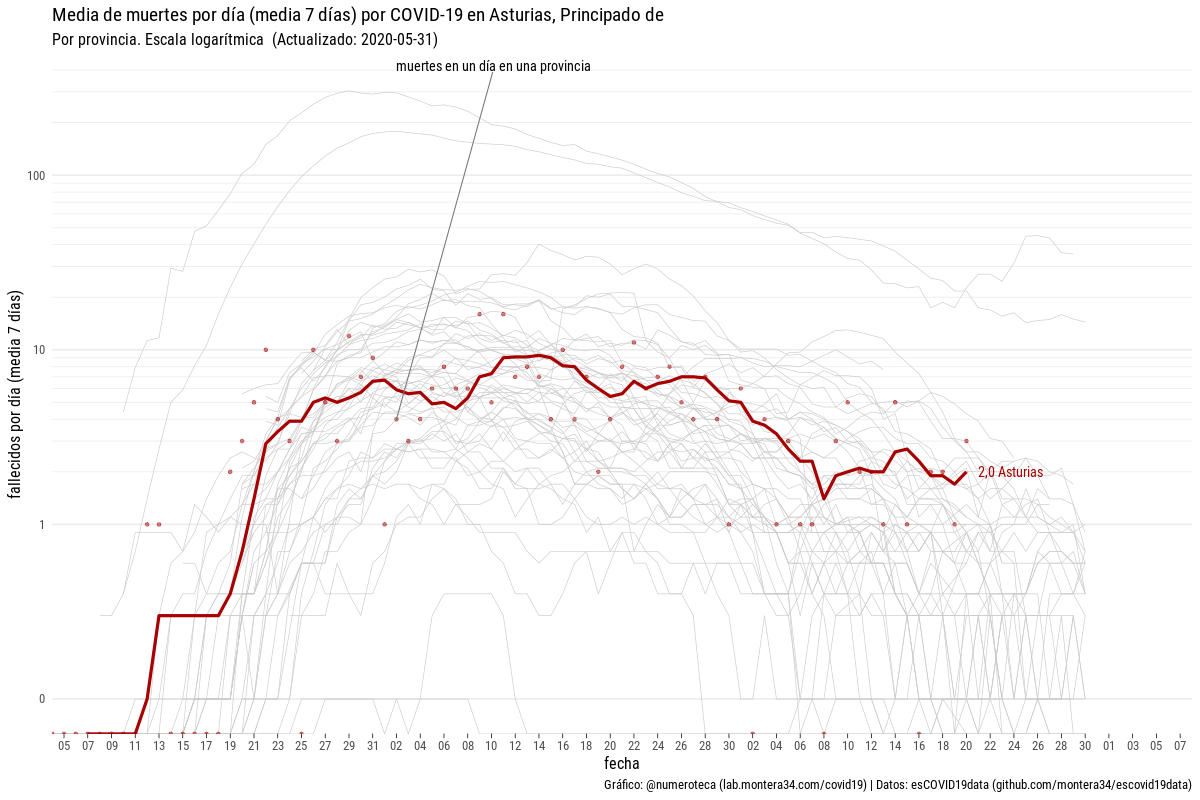 Media de muertes por día (media 7 días) por COVID-19 en Asturias, Principado de
Por provincia. Escala logarítmica (Actualizado: 2020-05-31)
muertes en un día en una provincia
fallecidos por día (media 7 días)
100
10
1
0
2,0 Asturias
05 07 09 11 13 15 17 19 21 23 25 27 29 31 02 04 06 08 10 12 14 16 18 20 22 24 26 28 30 02 04 06 08 10 12 14 16 18 20 22 24 26 28 30 01 03 05 07
fecha
Gráfico: @numeroteca (lab.montera34.com/covid19) | Datos: esCOVID19data (github.com/montera34/escovid19data)